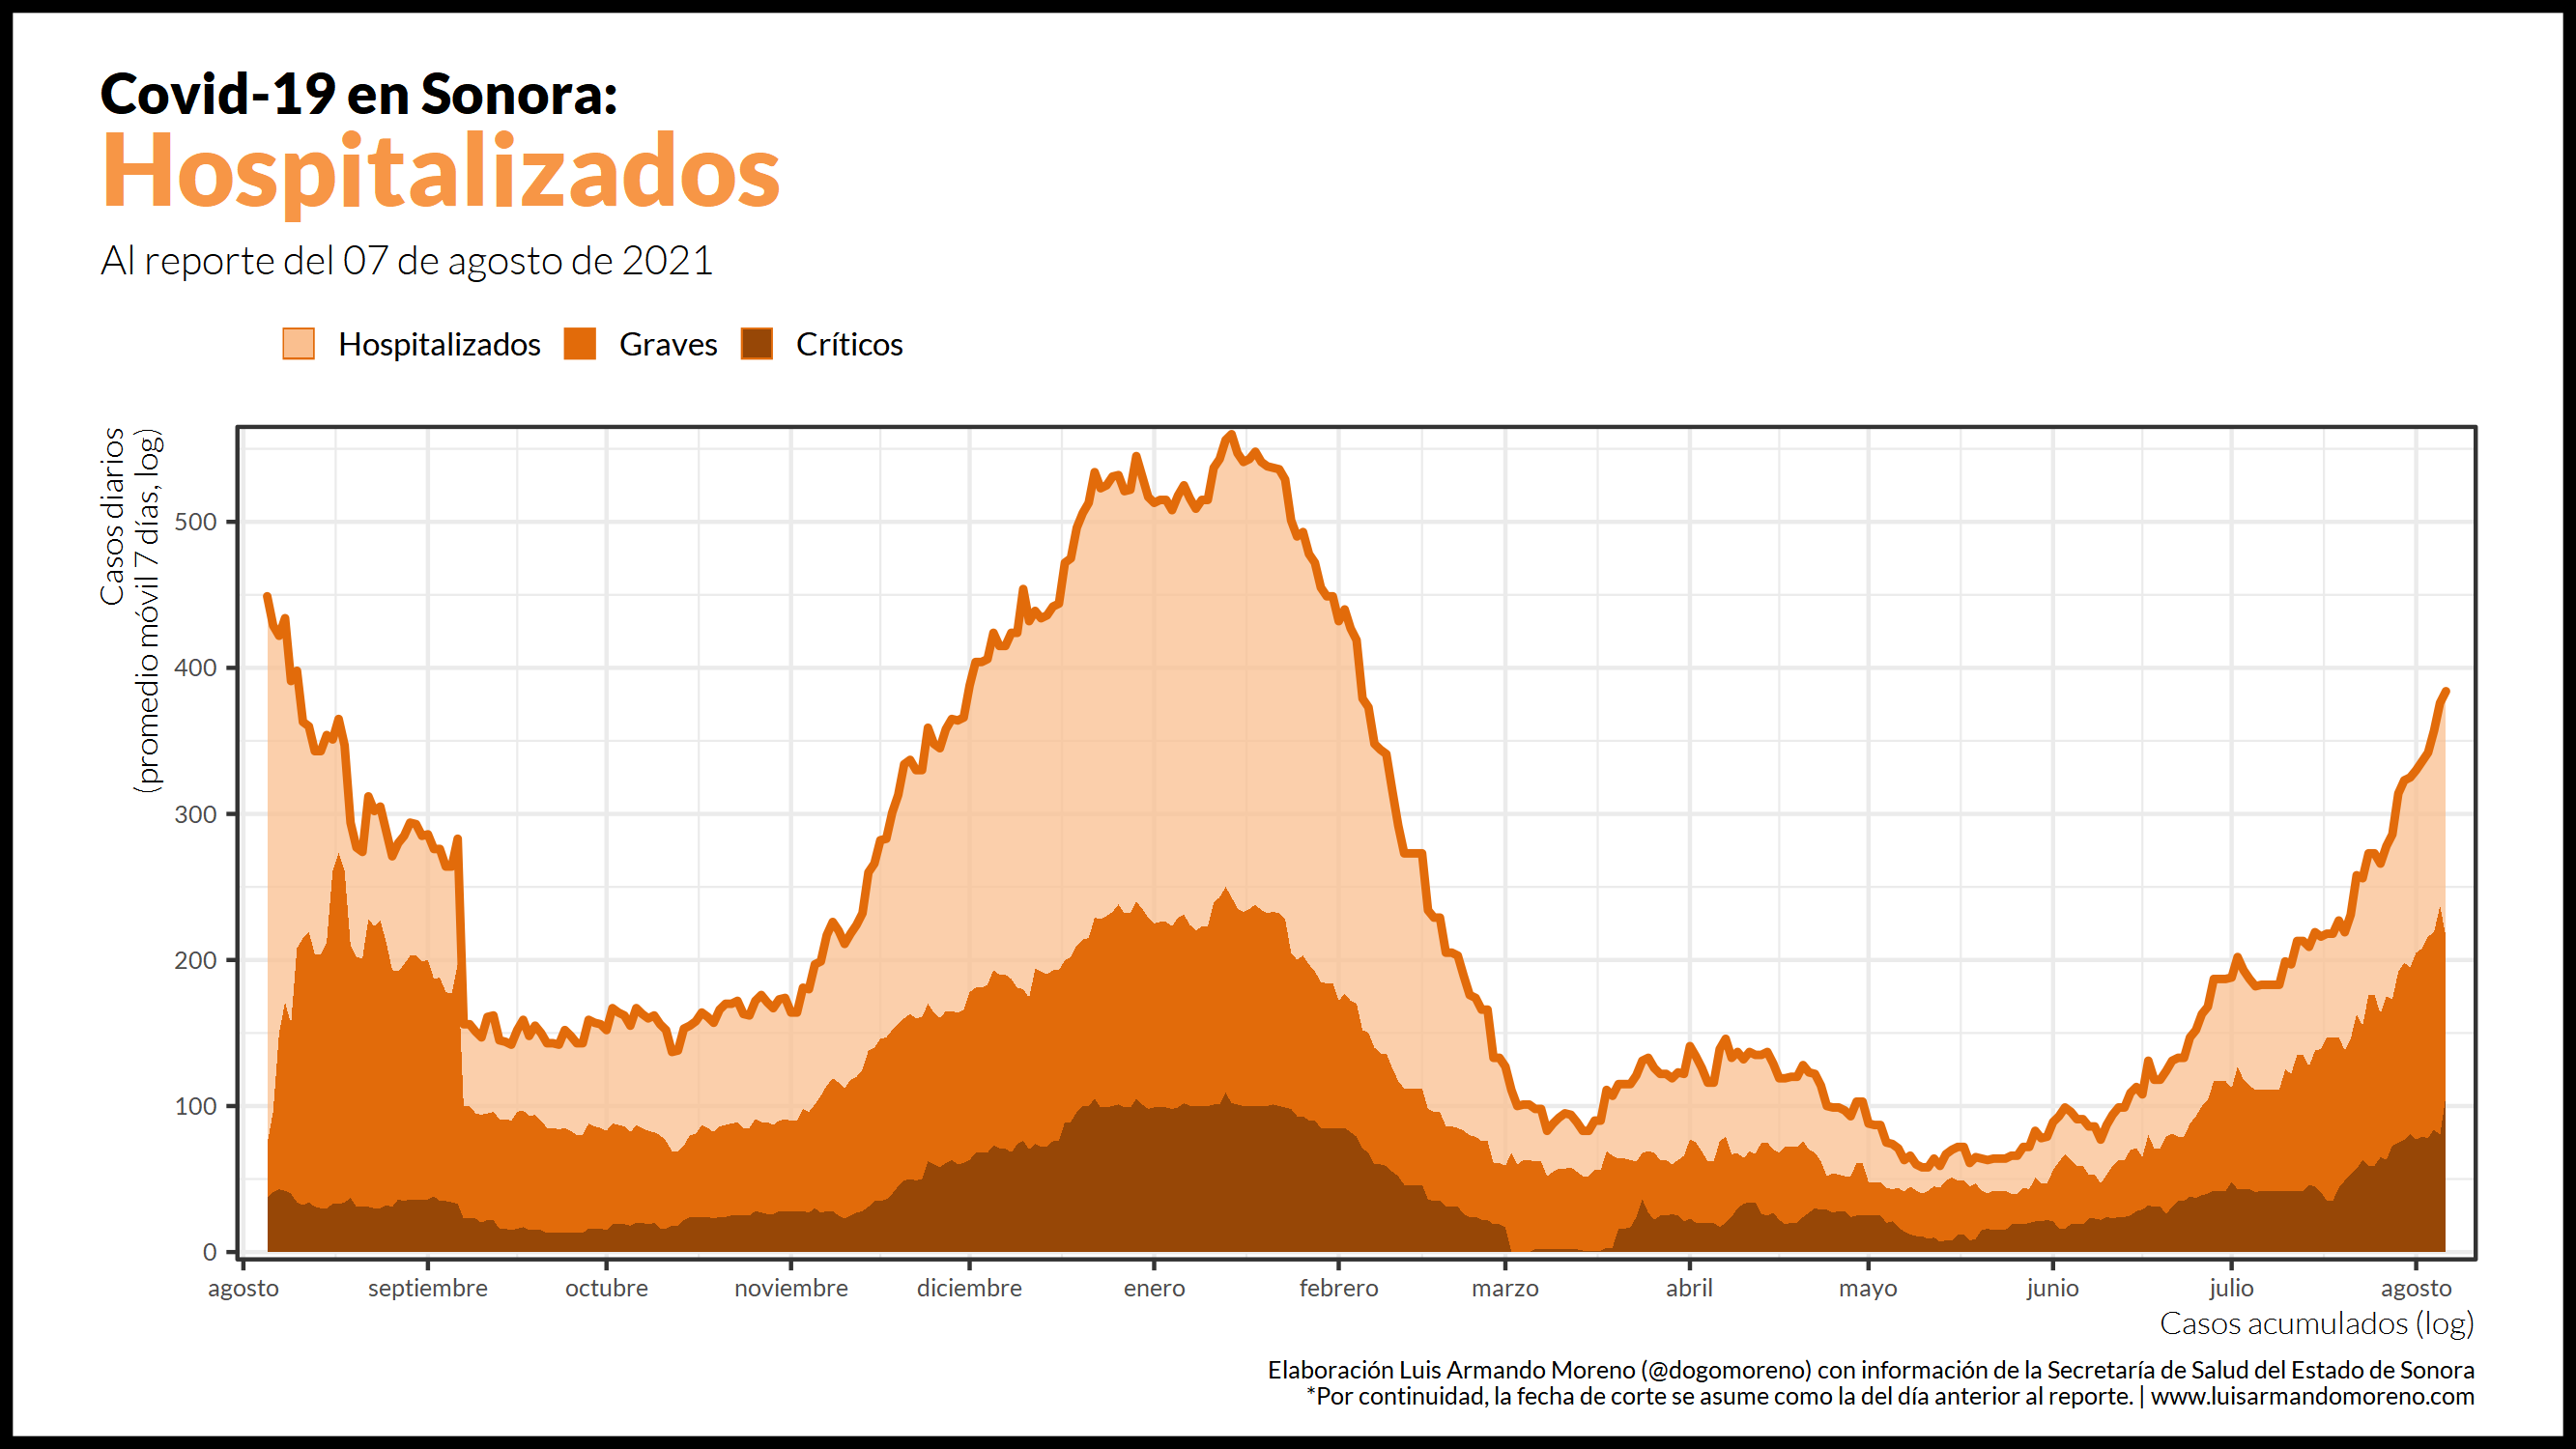 Covid-19 en Sonora:
Hospitalizados
Al reporte del 07 de agosto de 2021
Hospitalizados Graves Críticos
Casos diarios
(promedio móvil 7 días, log)
500
400
300
200
100
0
agosto septiembre octubre noviembre diciembre enero febrero marzo abril mayo junio julio agosto
Casos acumulados (log)
Elaboración Luis Armando Moreno (@dogomoreno) con información de la Secretaría de Salud del Estado de Sonora
*Por continuidad, la fecha de corte se asume como la del día anterior al reporte. | www.luisarmandomoreno.com